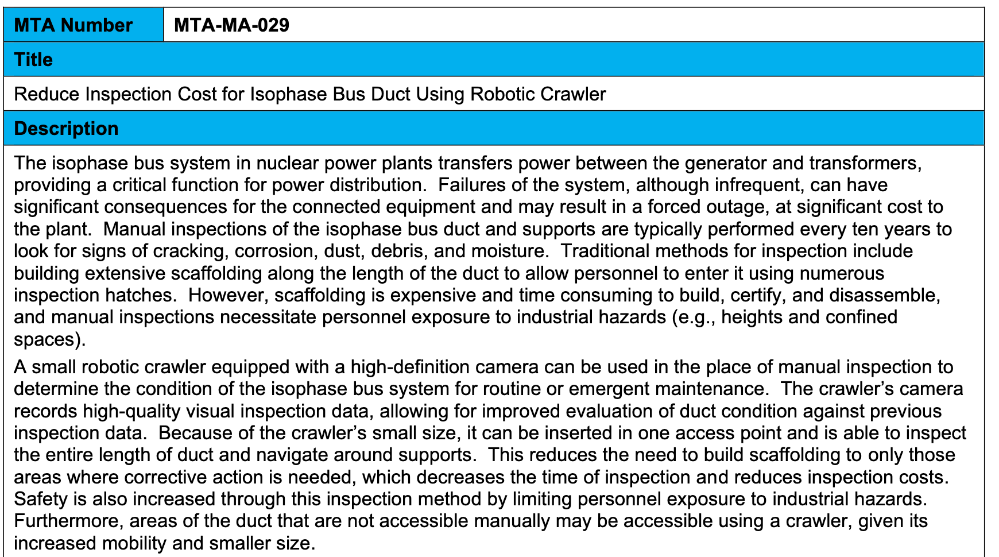 MTA Number MTA-MA-029
Title
Reduce Inspection Cost for Isophase Bus Duct Using Robotic Crawler
Description
The isophase bus system in nuclear power plants transfers power between the generator and transformers,
providing a critical function for power distribution.  Failures of the system, although infrequent, can have
significant consequences for the connected equipment and may result in a forced outage, at significant cost to
the plant.  Manual inspections of the isophase bus duct and supports are typically performed every ten years to
look for signs of cracking, corrosion, dust, debris, and moisture.  Traditional methods for inspection include
building extensive scaffolding along the length of the duct to allow personnel to enter it using numerous
inspection hatches.  However, scaffolding is expensive and time consuming to build, certify, and disassemble,
and manual inspections necessitate personnel exposure to industrial hazards (e.g., heights and confined
spaces).
A small robotic crawler equipped with a high-definition camera can be used in the place of manual inspection to
determine the condition of the isophase bus system for routine or emergent maintenance.  The crawler’s camera
records high-quality visual inspection data, allowing for improved evaluation of duct condition against previous
inspection data.  Because of the crawler’s small size, it can be inserted in one access point and is able to inspect
the entire length of duct and navigate around supports.  This reduces the need to build scaffolding to only those
areas where corrective action is needed, which decreases the time of inspection and reduces inspection costs.
Safety is also increased through this inspection method by limiting personnel exposure to industrial hazards.
Furthermore, areas of the duct that are not accessible manually may be accessible using a crawler, given its
increased mobility and smaller size.